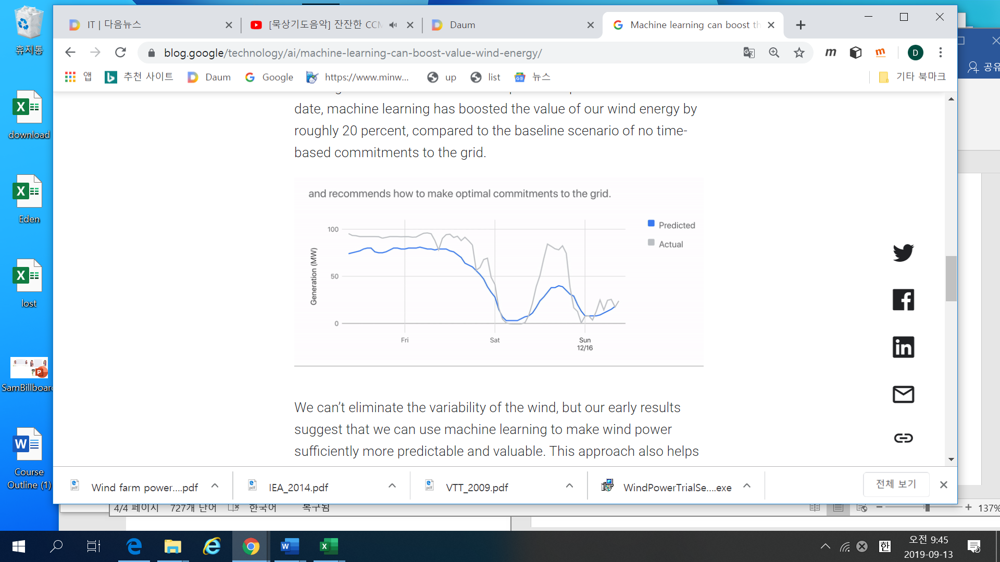 휴지통
download
Eden
lost
SamBillboard
Course
Outline (1)
IT | 다음뉴스
[묵상기도음악] 잔잔한 CCM
Daum
Machine learning can boost th
blog.google/technology/ai/machine-learning-can-boost-value-wind-energy/
앱
추천 사이트
Daum
Google
https://www.minw...
up
list
뉴스
기타 북마크
공유
date, machine learning has boosted the value of our wind energy by
roughly 20 percent, compared to the baseline scenario of no time-
based commitments to the grid.
and recommends how to make optimal commitments to the grid.
Predicted
Actual
Generation (MW)
100
50
0
Fri
Sat
Sun
12/16
We can’t eliminate the variability of the wind, but our early results
suggest that we can use machine learning to make wind power
sufficiently more predictable and valuable. This approach also helps
Wind farm power....pdf
IEA_2014.pdf
VTT_2009.pdf
WindPowerTrialSe....exe
전체 보기
4/4 페이지 727개 단어 한국어 복구됨
137%
한
오전 9:45
2019-09-13